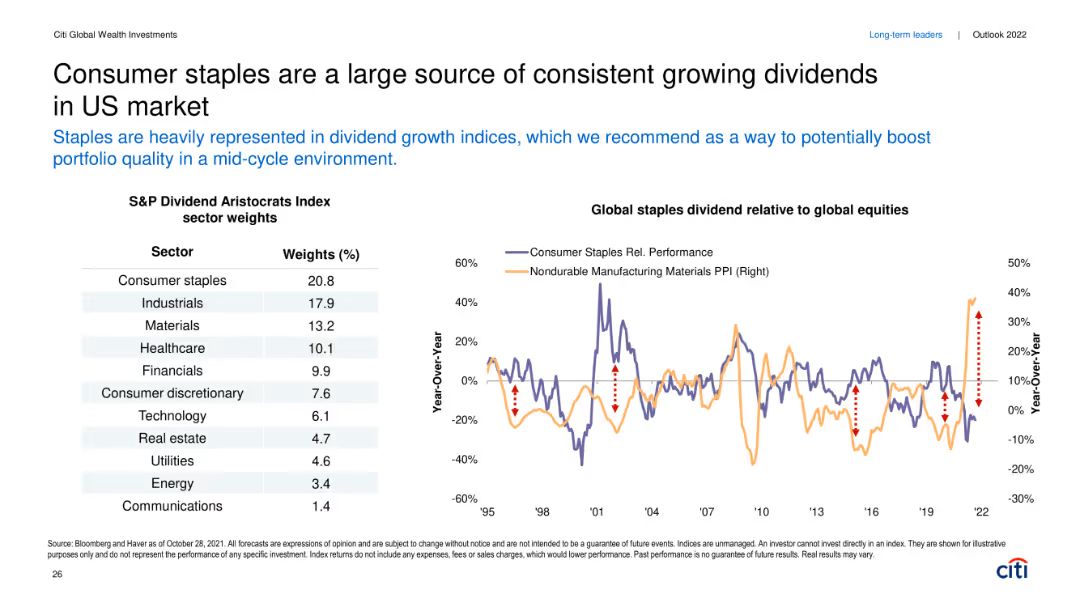 Citi Global Wealth Investments
Long-term leaders | Outlook 2022
Consumer staples are a large source of consistent growing dividends
in US market
Staples are heavily represented in dividend growth indices, which we recommend as a way to potentially boost
portfolio quality in a mid-cycle environment.
S&P Dividend Aristocrats Index
sector weights
Sector Weights (%)
Consumer staples 20.8
Industrials 17.9
Materials 13.2
Healthcare 10.1
Financials 9.9
Consumer discretionary 7.6
Technology 6.1
Real estate 4.7
Utilities 4.6
Energy 3.4
Communications 1.4
Global staples dividend relative to global equities
Consumer Staples Rel. Performance
Nondurable Manufacturing Materials PPI (Right)
60%
40%
20%
0%
-20%
-40%
-60%
Year-Over-Year
50%
40%
30%
20%
10%
0%
-10%
-20%
-30%
Year-Over-Year
'95 '98 '01 '04 '07 '10 '13 '16 '19 '22
Source: Bloomberg and Haver as of October 28, 2021. All forecasts are expressions of opinion and are subject to change without notice and are not intended to be a guarantee of future events. Indices are unmanaged. An investor cannot invest directly in an index. They are shown for illustrative
purposes only and do not represent the performance of any specific investment. Index returns do not include any expenses, fees or sales charges, which would lower performance. Past performance is no guarantee of future results. Real results may vary.
26
citi